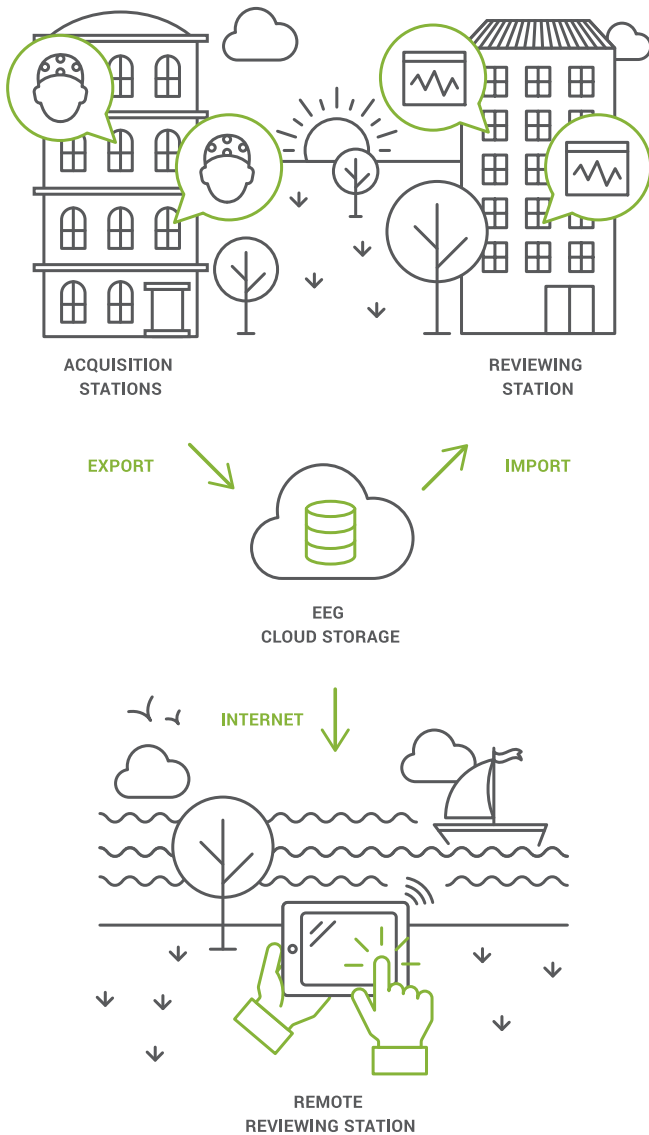 ACQUISITION
STATIONS
REVIEWING
STATION
EXPORT
IMPORT
EEG
CLOUD STORAGE
INTERNET
REMOTE
REVIEWING STATION